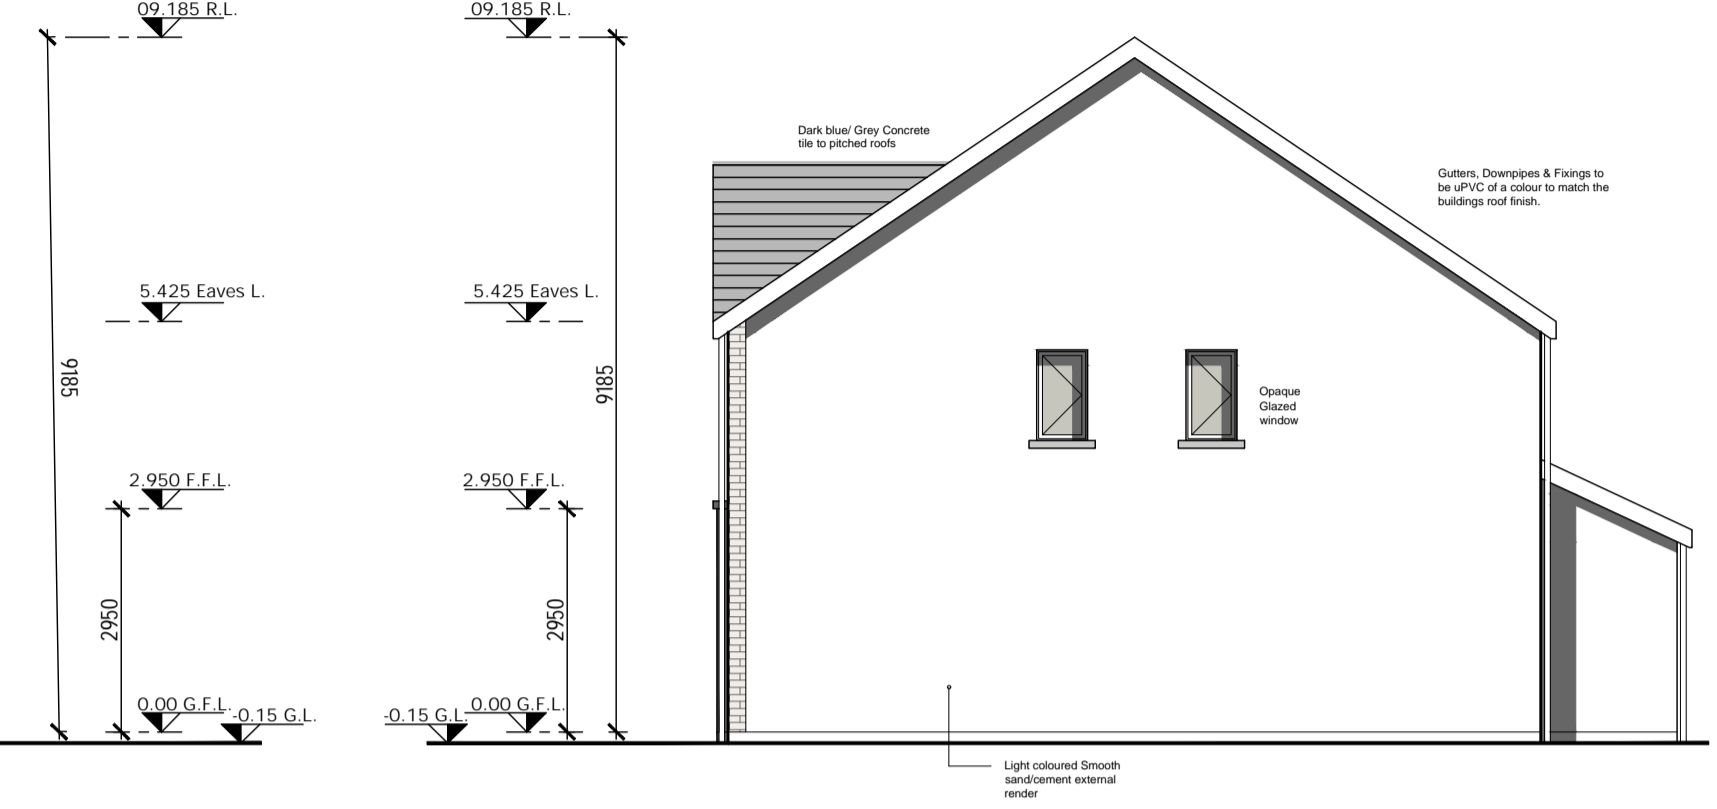 09.185 R.L.
09.185 R.L.
Dark blue/ Grey Concrete
tile to pitched roofs
Gutters, Downpipes & Fixings to
be uPVC of a colour to match the
buildings roof finish.
5.425 Eaves L.
5.425 Eaves L.
9185
9185
Opaque
Glazed
window
2.950 F.F.L.
2.950 F.F.L.
2950
2950
0.00 G.F.L.
-0.15 G.L.
-0.15 G.L.
0.00 G.F.L.
Light coloured Smooth
sand/cement external
render